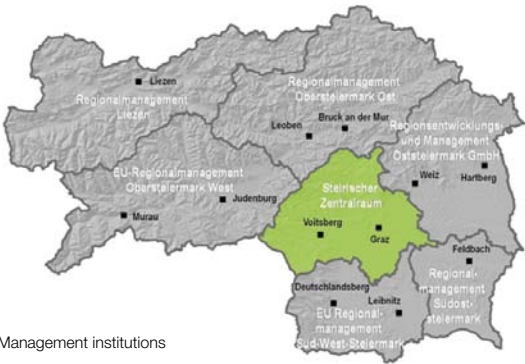 Liezen
Regionalmanagement
Liezen
Regionalmanagement
Obersteiermark Ost
Leoben
Bruck an der Mur
Regionsentwicklungs-
und Management
Oststeiermark GmbH
Weiz
Hartberg
EU-Regionalmanagement
Obersteiermark West
Judenburg
Murau
Steirischer
Zentralraum
Voitsberg
Graz
Feldbach
Regional-
management
Südost-
steiermark
Deutschlandsberg
Leibnitz
EU Regional-
management
Süd-West-Steiermark
Management institutions